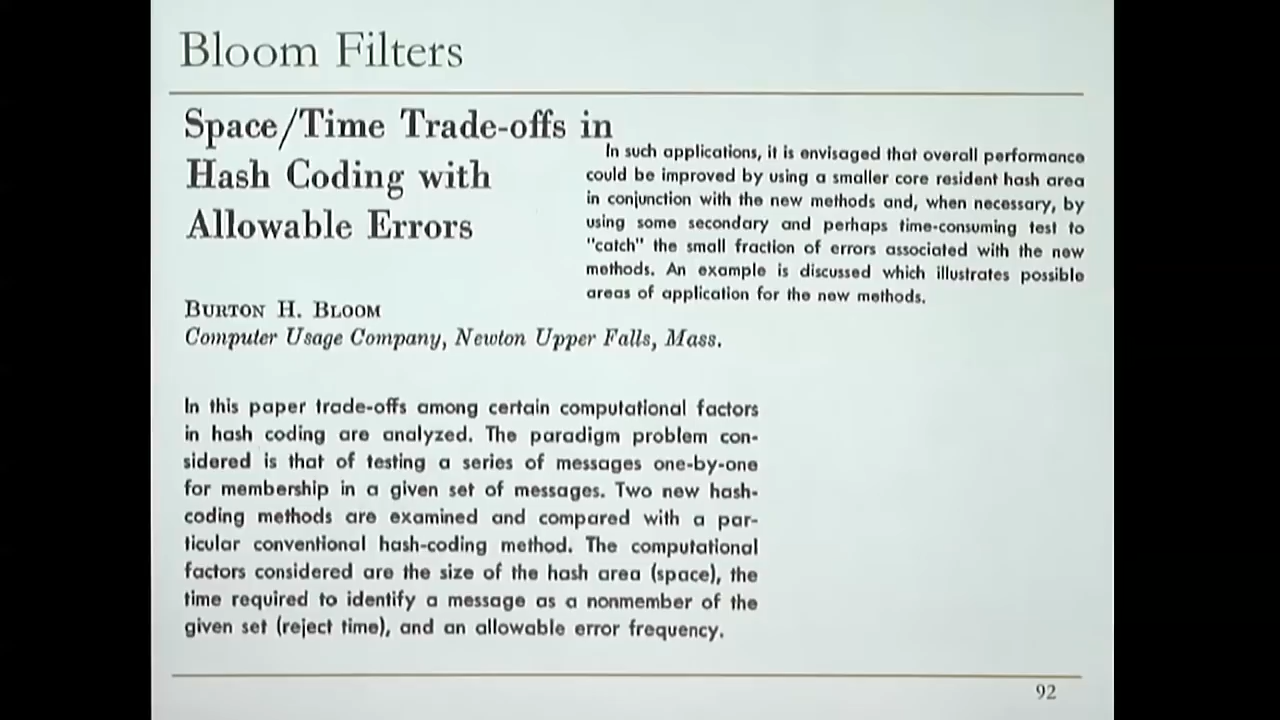 Bloom Filters
Space/Time Trade-offs in
Hash Coding with
Allowable Errors
BURTON H. BLOOM
Computer Usage Company, Newton Upper Falls, Mass.
In this paper trade-offs among certain computational factors
in hash coding are analyzed. The paradigm problem con-
sidered is that of testing a series of messages one-by-one
for membership in a given set of messages. Two new hash-
coding methods are examined and compared with a par-
ticular conventional hash-coding method. The computational
factors considered are the size of the hash area (space), the
time required to identify a message as a nonmember of the
given set (reject time), and an allowable error frequency.
In such applications, it is envisaged that overall performance
could be improved by using a smaller core resident hash area
in conjunction with the new methods and, when necessary, by
using some secondary and perhaps time-consuming test to
"catch" the small fraction of errors associated with the new
methods. An example is discussed which illustrates possible
areas of application for the new methods.
92